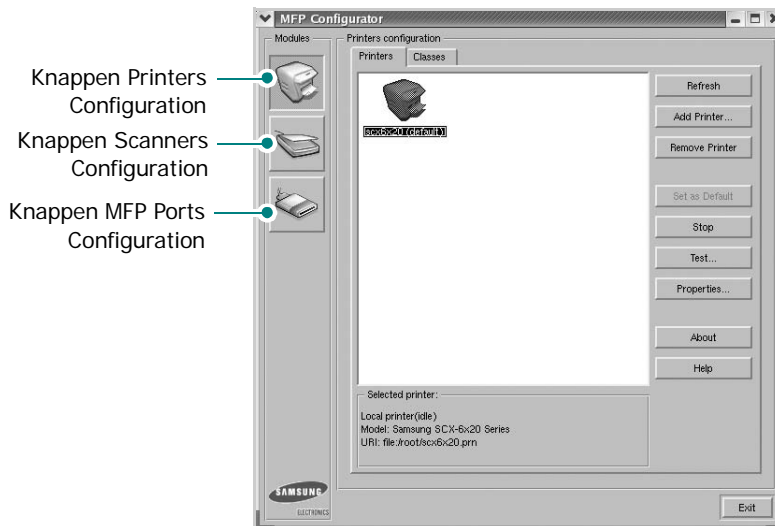 MFP Configurator
Modules
Printers configuration
Printers
Classes
Knappen Printers
Configuration
Knappen Scanners
Configuration
Knappen MFP Ports
Configuration
scx6x20 (default)
Refresh
Add Printer...
Remove Printer
Set as Default
Stop
Test...
Properties...
About
Help
Selected printer:
Local printer(idle)
Model: Samsung SCX-6x20 Series
URI: file:/root/scx6x20.prn
SAMSUNG
ELECTRONICS
Exit